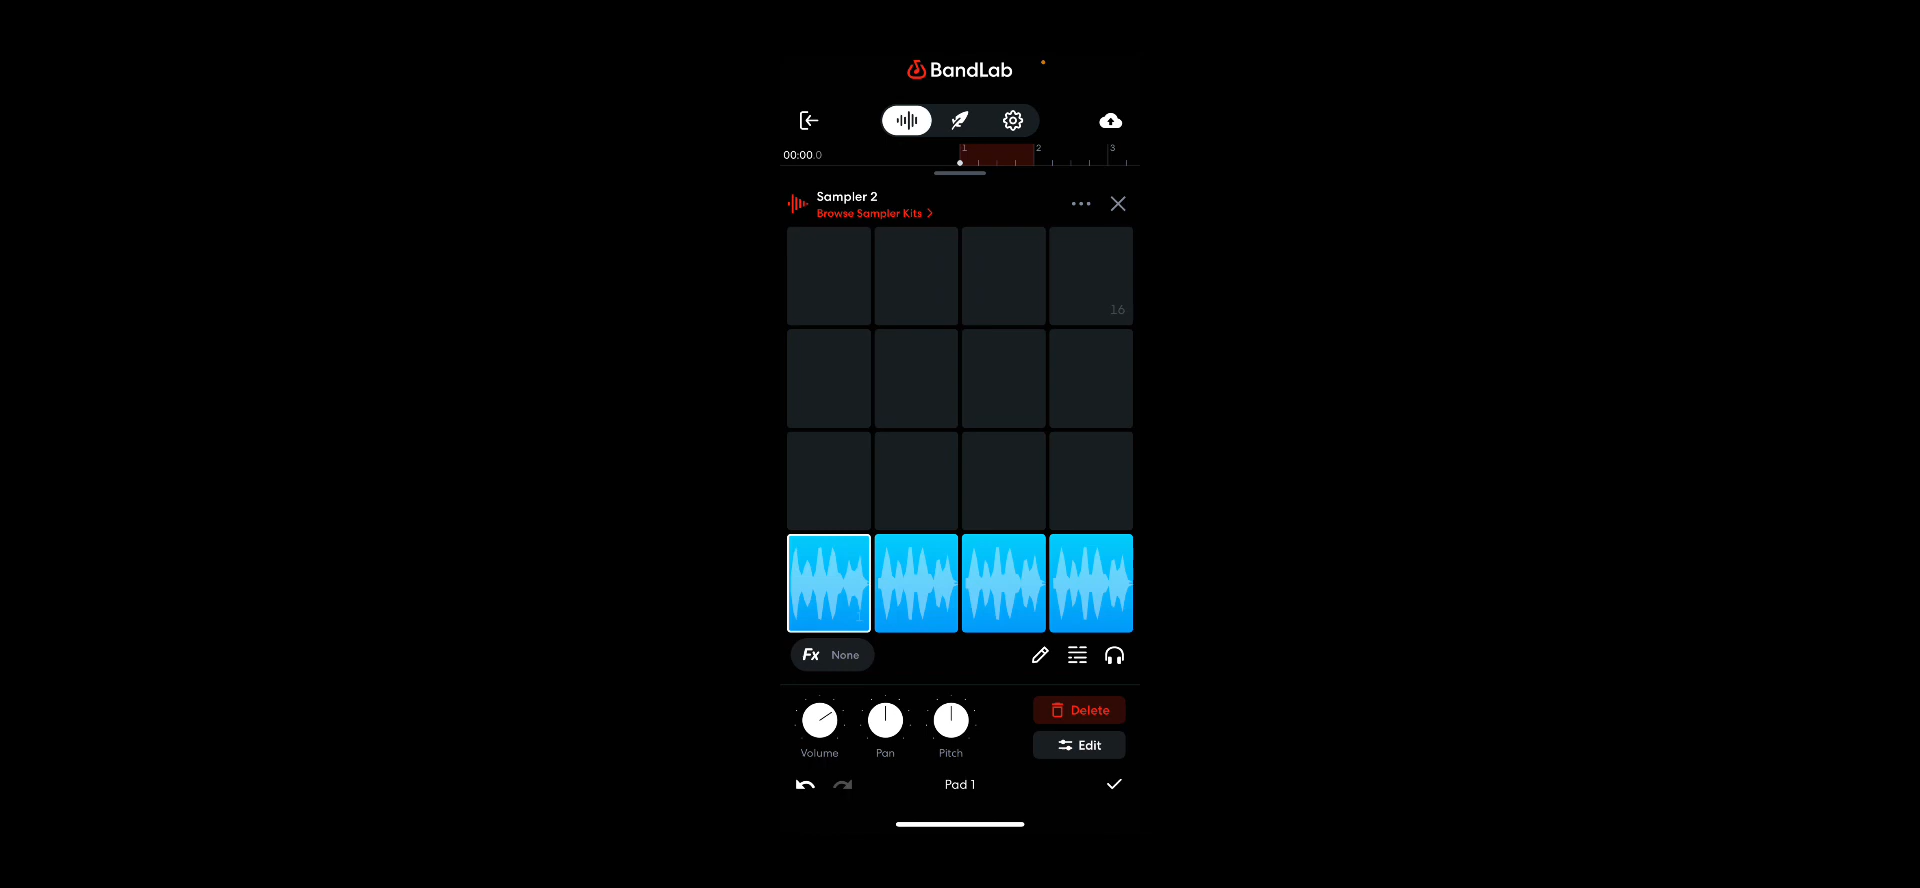 BandLab
00:00.0
1
2
3
Sampler 2
Browse Sampler Kits
16
1
Fx None
Delete
Volume
Pan
Pitch
Edit
Pad 1